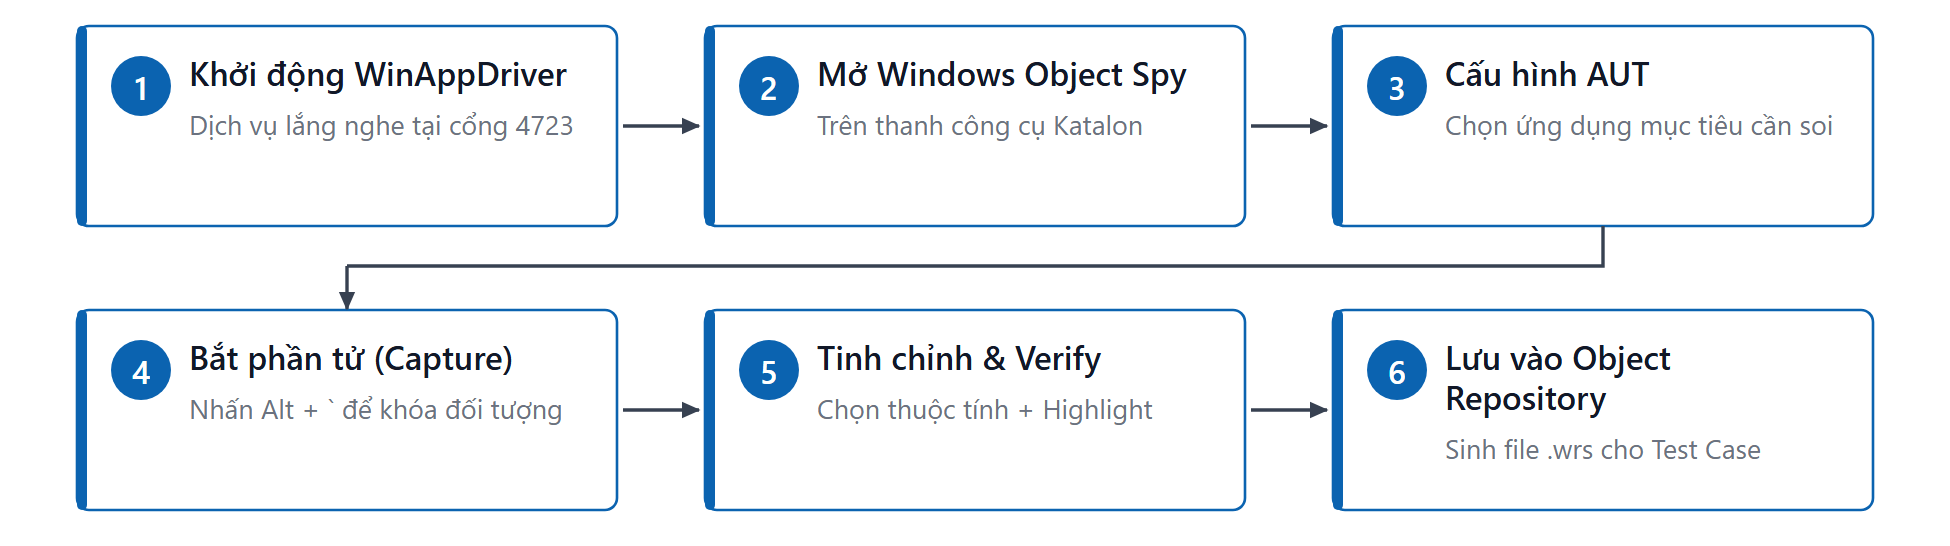 1
Khởi động WinAppDriver
Dịch vụ lắng nghe tại cổng 4723
2
Mở Windows Object Spy
Trên thanh công cụ Katalon
3
Cấu hình AUT
Chọn ứng dụng mục tiêu cần soi
4
Bắt phần tử (Capture)
Nhấn Alt + ` để khóa đối tượng
5
Tinh chỉnh & Verify
Chọn thuộc tính + Highlight
6
Lưu vào Object
Repository
Sinh file .wrs cho Test Case